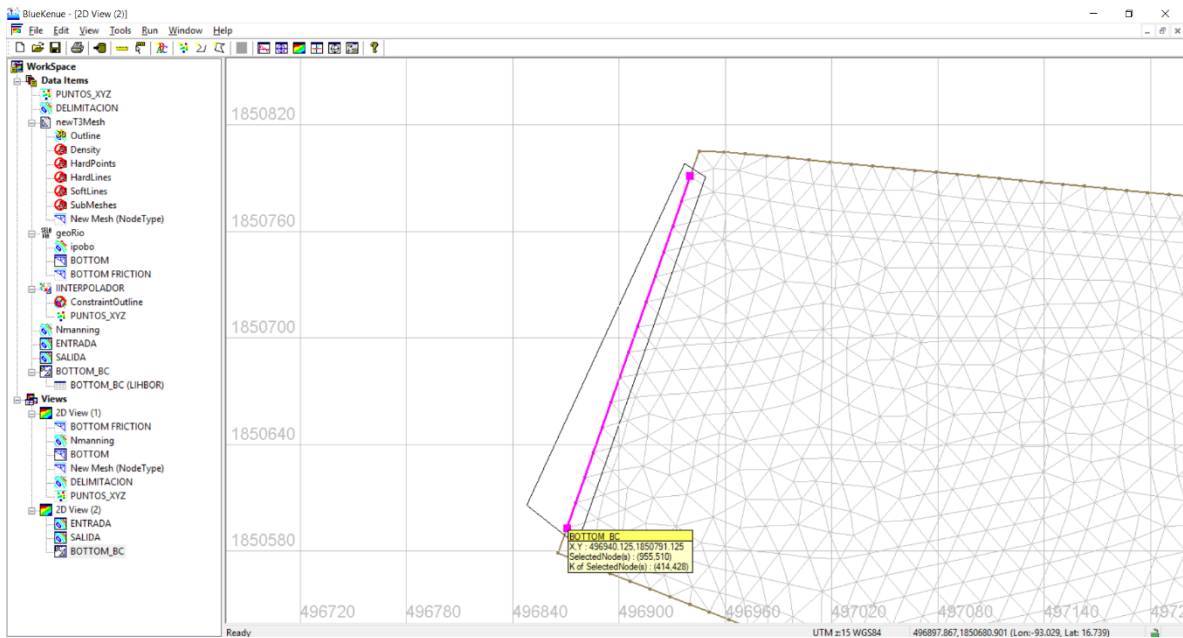 BlueKenue - [2D View (2)]
File Edit View Tools Run Window Help
WorkSpace
Data Items
PUNTOS_XYZ
DELIMITACION
newT3Mesh
Outline
Density
HardPoints
HardLines
SoftLines
SubMeshes
New Mesh (NodeType)
geoRio
ipobo
BOTTOM
BOTTOM FRICTION
IINTERPOLADOR
ConstraintOutline
PUNTOS_XYZ
Nmanning
ENTRADA
SALIDA
BOTTOM_BC
BOTTOM_BC (LIHBOR)
Views
2D View (1)
BOTTOM FRICTION
Nmanning
BOTTOM
New Mesh (NodeType)
DELIMITACION
PUNTOS_XYZ
2D View (2)
ENTRADA
SALIDA
BOTTOM_BC
1850820
1850760
1850700
1850640
1850580
BOTTOM_BC
X,Y : 496940.125,1850791.125
SelectedNode(s) : (955,510)
K of SelectedNode(s) : (414,428)
496720 496780 496840 496900 496960 497020 497080 497140 4972
Ready UTM z:15 WGS84 496897.867,1850680.901 (Lon:-93.029, Lat: 16.739)